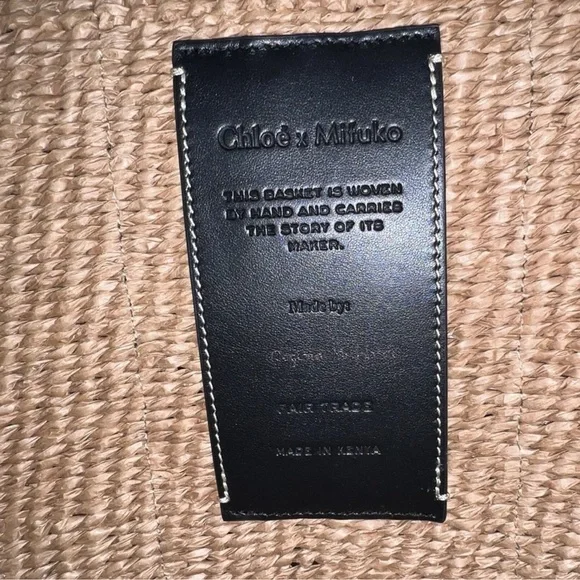 Chloé x Mifuko
THIS BASKET IS WOVEN
BY HAND AND CARRIES
THE STORY OF ITS
MAKER.
Made by:
FAIR TRADE
MADE IN KENYA